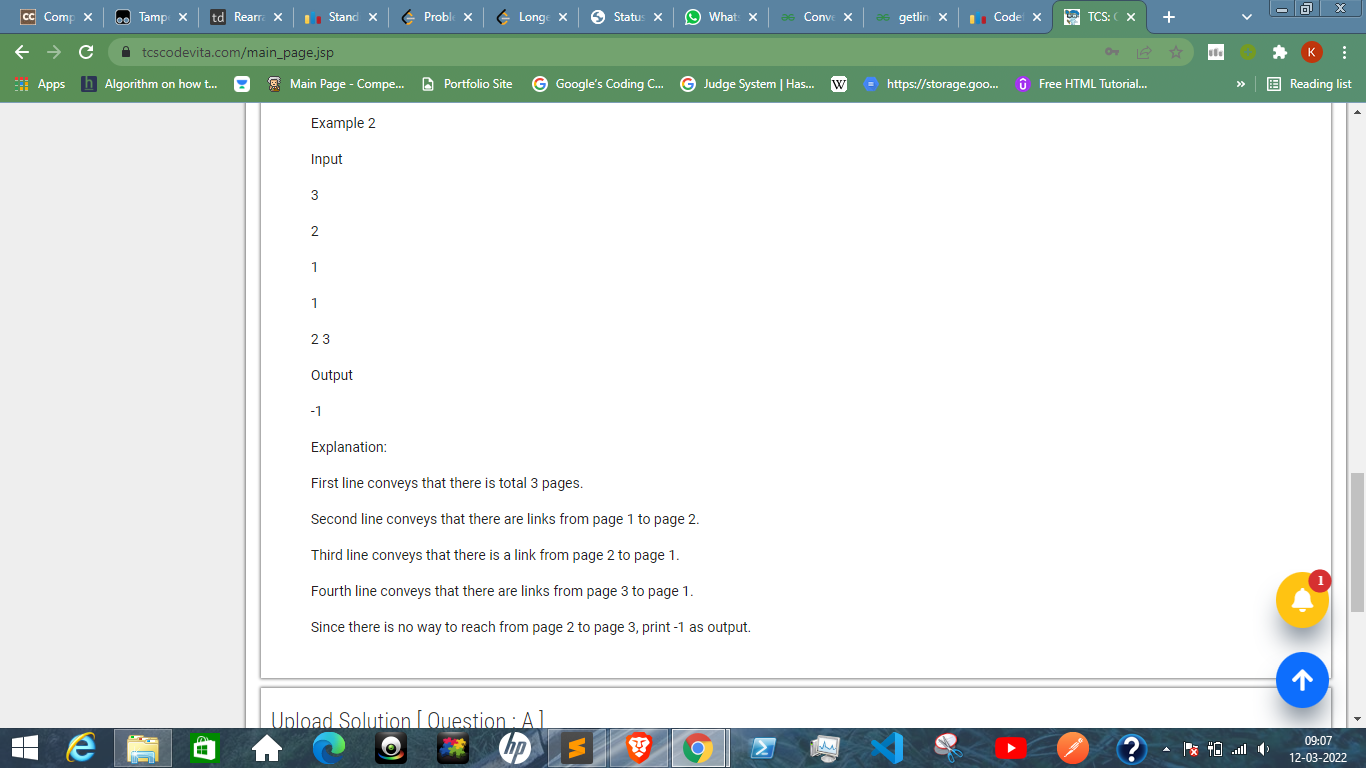 Comp
Tamp
Rearra
Stand
Proble
Longe
Status
Whats
Conve
getlin
Codef
TCS: C
tcscodevita.com/main_page.jsp
K
Apps
Algorithm on how t...
Main Page - Compe...
Portfolio Site
Google's Coding C...
Judge System | Has...
W
https://storage.goo...
Free HTML Tutorial...
»
Reading list
Example 2
Input
3
2
1
1
2 3
Output
-1
Explanation:
First line conveys that there is total 3 pages.
Second line conveys that there are links from page 1 to page 2.
Third line conveys that there is a link from page 2 to page 1.
Fourth line conveys that there are links from page 3 to page 1.
Since there is no way to reach from page 2 to page 3, print -1 as output.
1
Upload Solution [ Question : A ]
09:07
12-03-2022